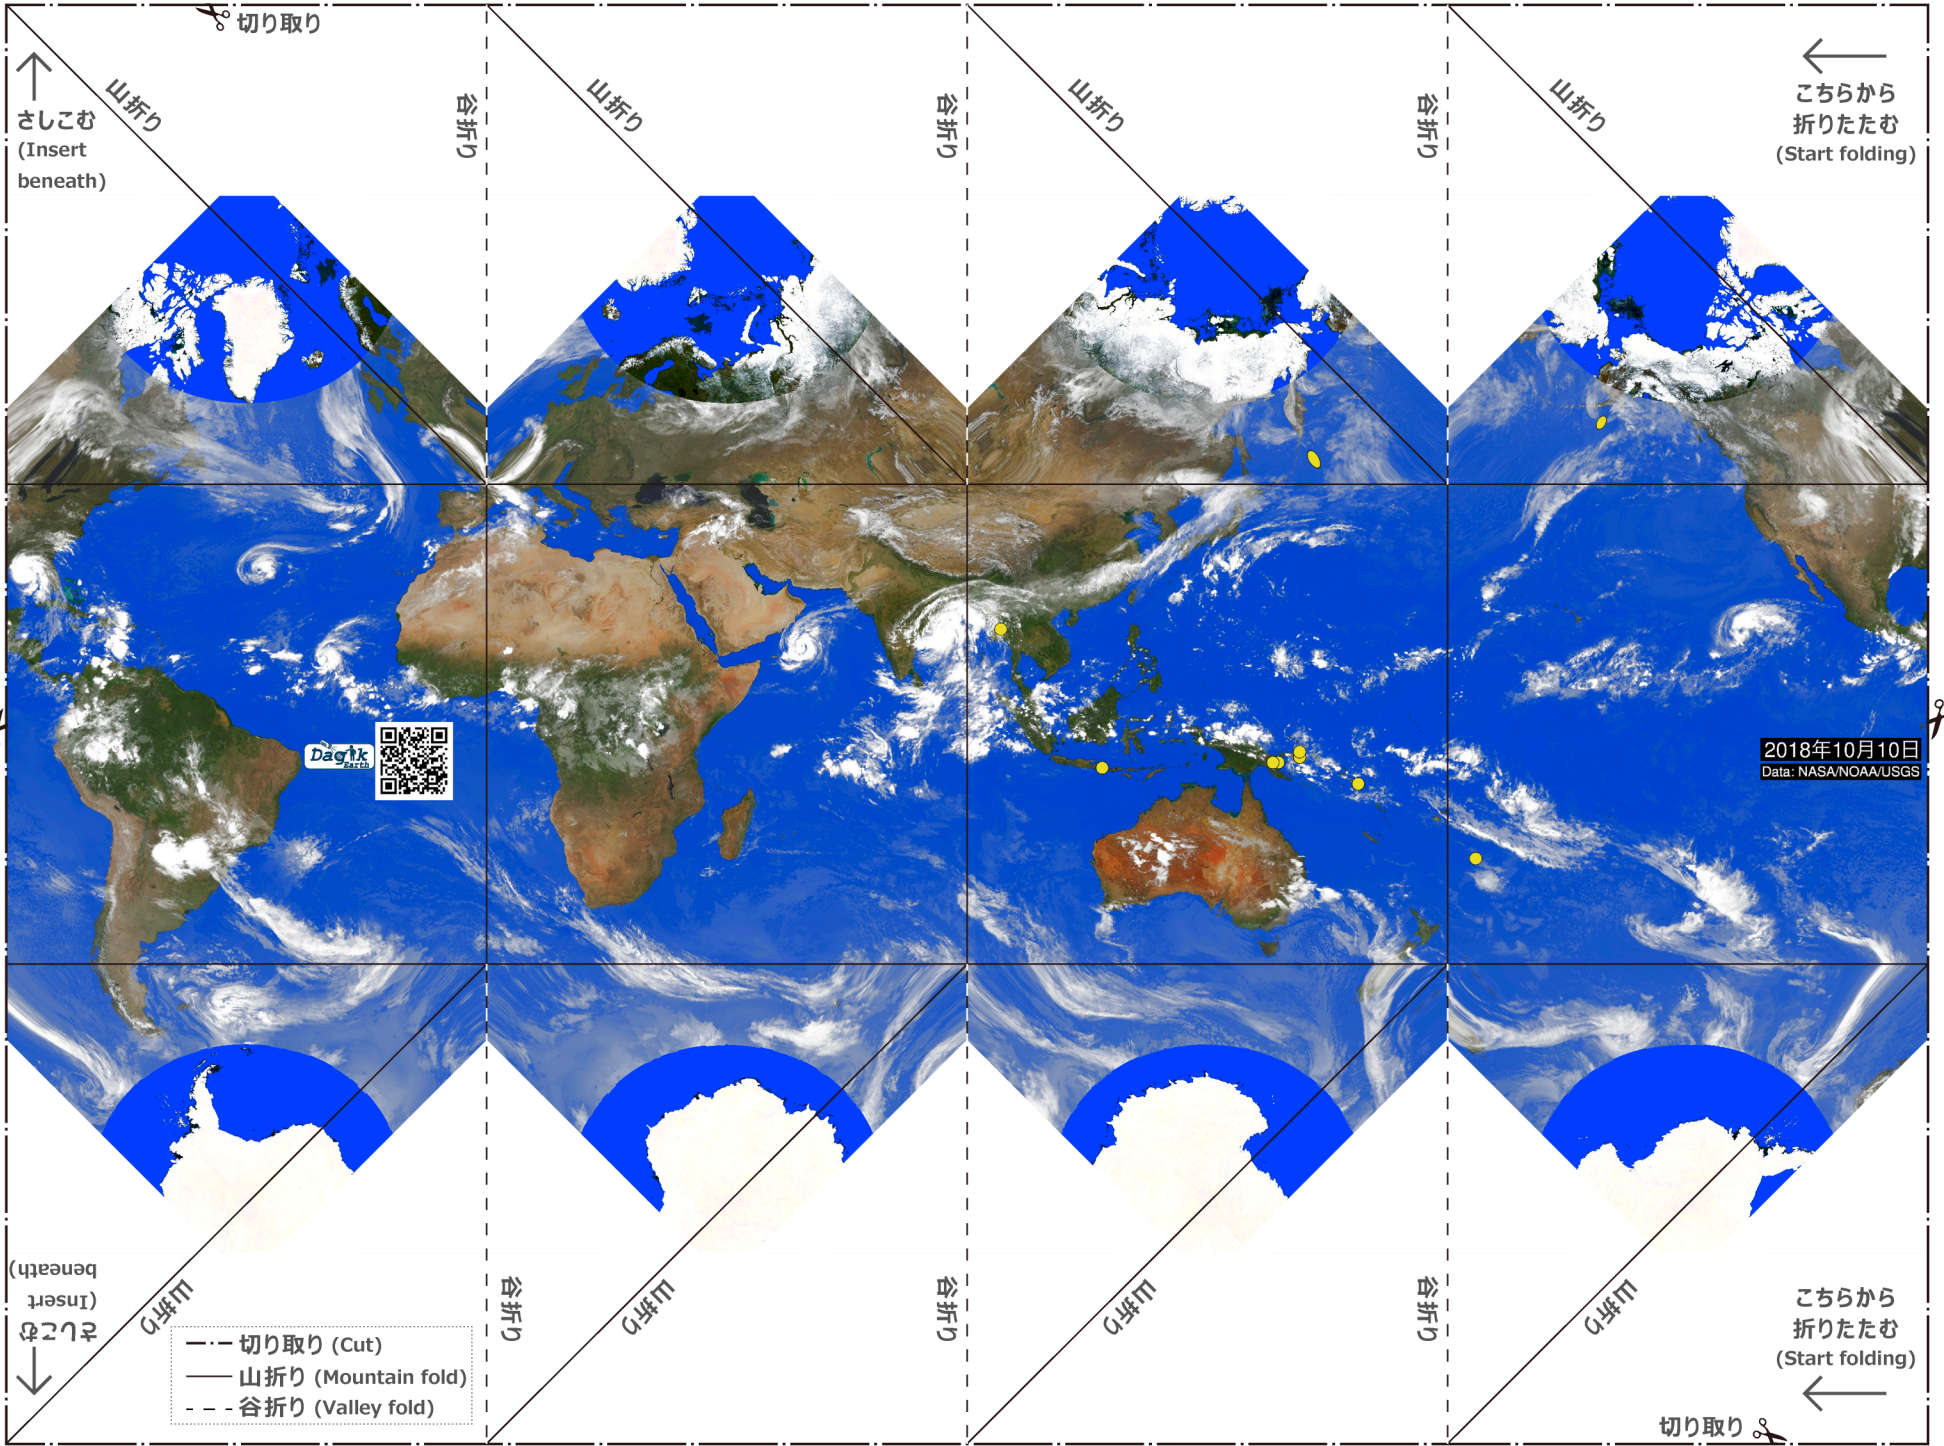 切り取り
山折り
山折り
山折り
山折り
谷折り
谷折り
谷折り
さしこむ
(Insert
beneath)
こちらから
折りたたむ
(Start folding)
Dagik
Earth
2018年10月10日
Data: NASA/NOAA/USGS
さしこむ
(Insert
beneath)
山折り
山折り
山折り
山折り
谷折り
谷折り
谷折り
こちらから
折りたたむ
(Start folding)
切り取り (Cut)
山折り (Mountain fold)
谷折り (Valley fold)
切り取り